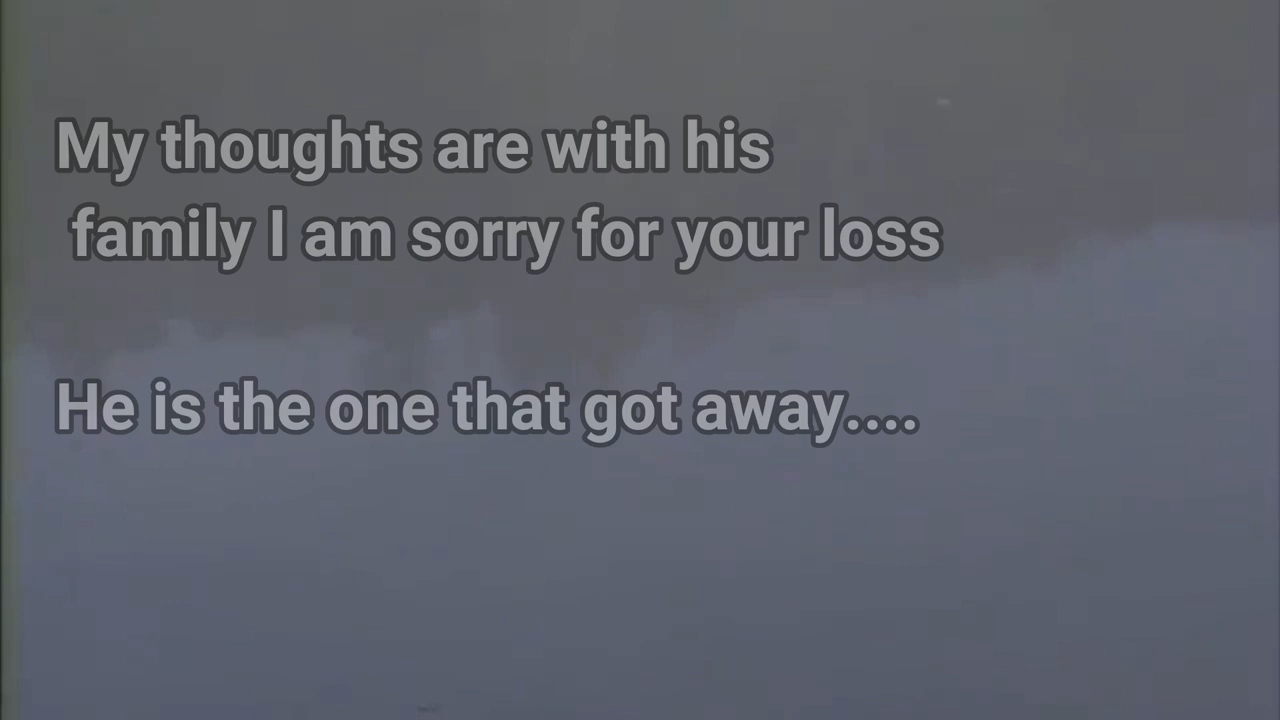 My thoughts are with his
family I am sorry for your loss
He is the one that got away....